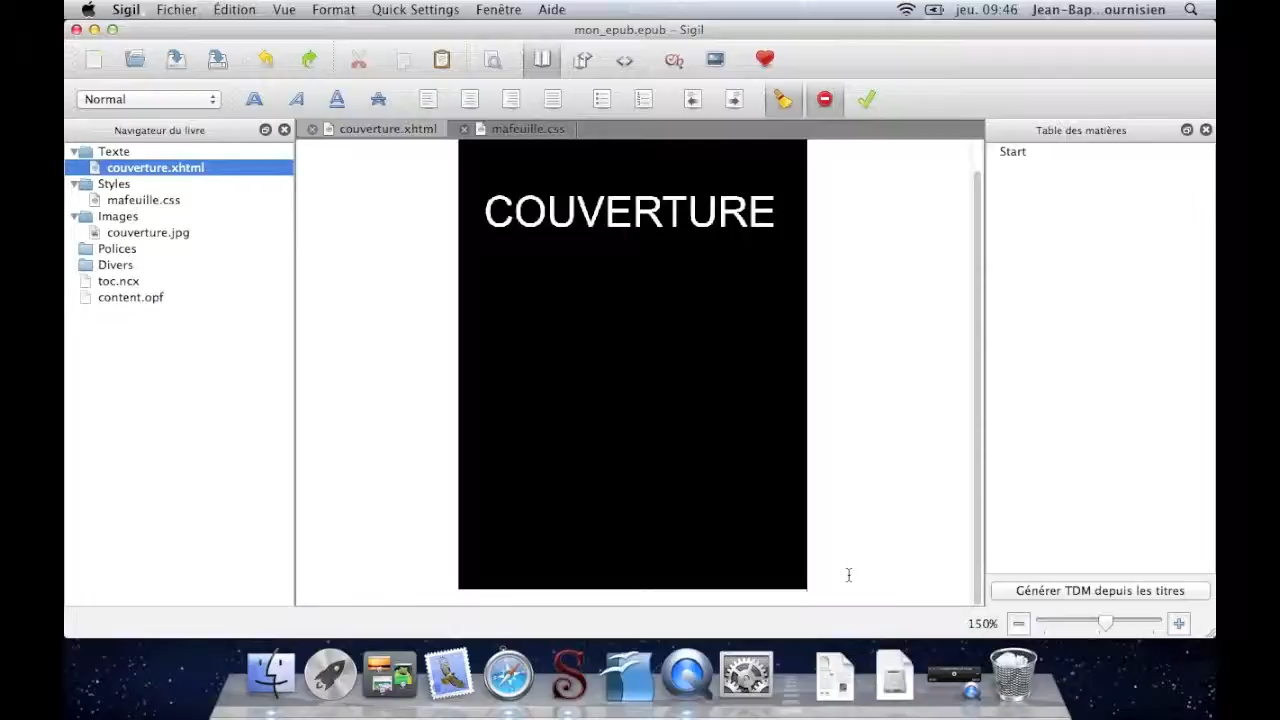 Sigil Fichier Édition Vue Format Quick Settings Fenêtre Aide jeu. 09:46 Jean-Bap...ournisien
mon_epub.epub – Sigil
Normal
Navigateur du livre
couverture.xhtml
mafeuille.css
Table des matières
Texte
couverture.xhtml
Styles
mafeuille.css
Images
couverture.jpg
Polices
Divers
toc.ncx
content.opf
COUVERTURE
Start
Générer TDM depuis les titres
150%